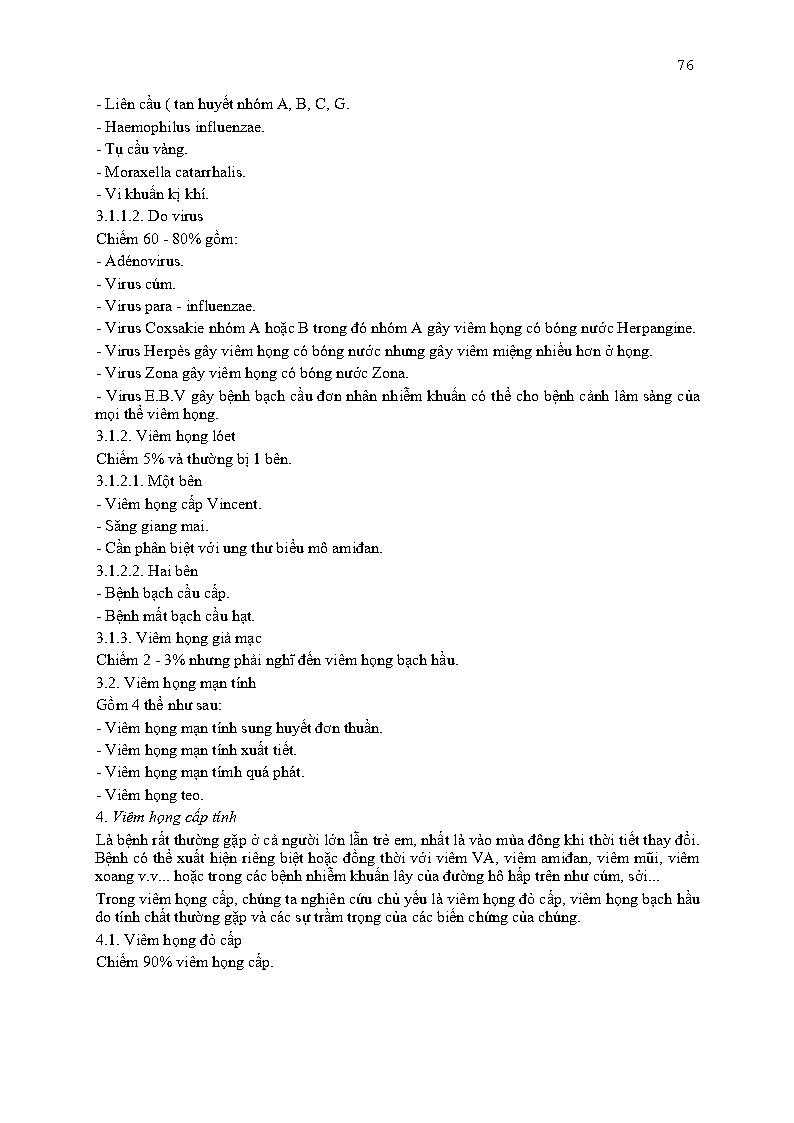 76
- Liên cầu ( tan huyết nhóm A, B, C, G.
- Haemophilus influenzae.
- Tụ cầu vàng.
- Moraxella catarrhalis.
- Vi khuẩn kị khí.
3.1.1.2. Do virus
Chiếm 60 - 80% gồm:
- Adénovirus.
- Virus cúm.
- Virus para - influenzae.
- Virus Coxsakie nhóm A hoặc B trong đó nhóm A gây viêm họng có bóng nước Herpangine.
- Virus Herpès gây viêm họng có bóng nước nhưng gây viêm miệng nhiều hơn ở họng.
- Virus Zona gây viêm họng có bóng nước Zona.
- Virus E.B.V gây bệnh bạch cầu đơn nhân nhiễm khuẩn có thể cho bệnh cảnh lâm sàng của
mọi thể viêm họng.
3.1.2. Viêm họng lóet
Chiếm 5% và thường bị 1 bên.
3.1.2.1. Một bên
- Viêm họng cấp Vincent.
- Săng giang mai.
- Cần phân biệt với ung thư biểu mô amiđan.
3.1.2.2. Hai bên
- Bệnh bạch cầu cấp.
- Bệnh mất bạch cầu hạt.
3.1.3. Viêm họng giả mạc
Chiếm 2 - 3% nhưng phải nghĩ đến viêm họng bạch hầu.
3.2. Viêm họng mạn tính
Gồm 4 thể như sau:
- Viêm họng mạn tính sung huyết đơn thuần.
- Viêm họng mạn tính xuất tiết.
- Viêm họng mạn tímh quá phát.
- Viêm họng teo.
4. Viêm họng cấp tính
Là bệnh rất thường gặp ở cả người lớn lẫn trẻ em, nhất là vào mùa đông khi thời tiết thay đổi.
Bệnh có thể xuất hiện riêng biệt hoặc đồng thời với viêm VA, viêm amiđan, viêm mũi, viêm
xoang v.v... hoặc trong các bệnh nhiễm khuẩn lây của đường hô hấp trên như cúm, sởi...
Trong viêm họng cấp, chúng ta nghiên cứu chủ yếu là viêm họng đỏ cấp, viêm họng bạch hầu
do tính chất thường gặp và các sự trầm trọng của các biến chứng của chúng.
4.1. Viêm họng đỏ cấp
Chiếm 90% viêm họng cấp.